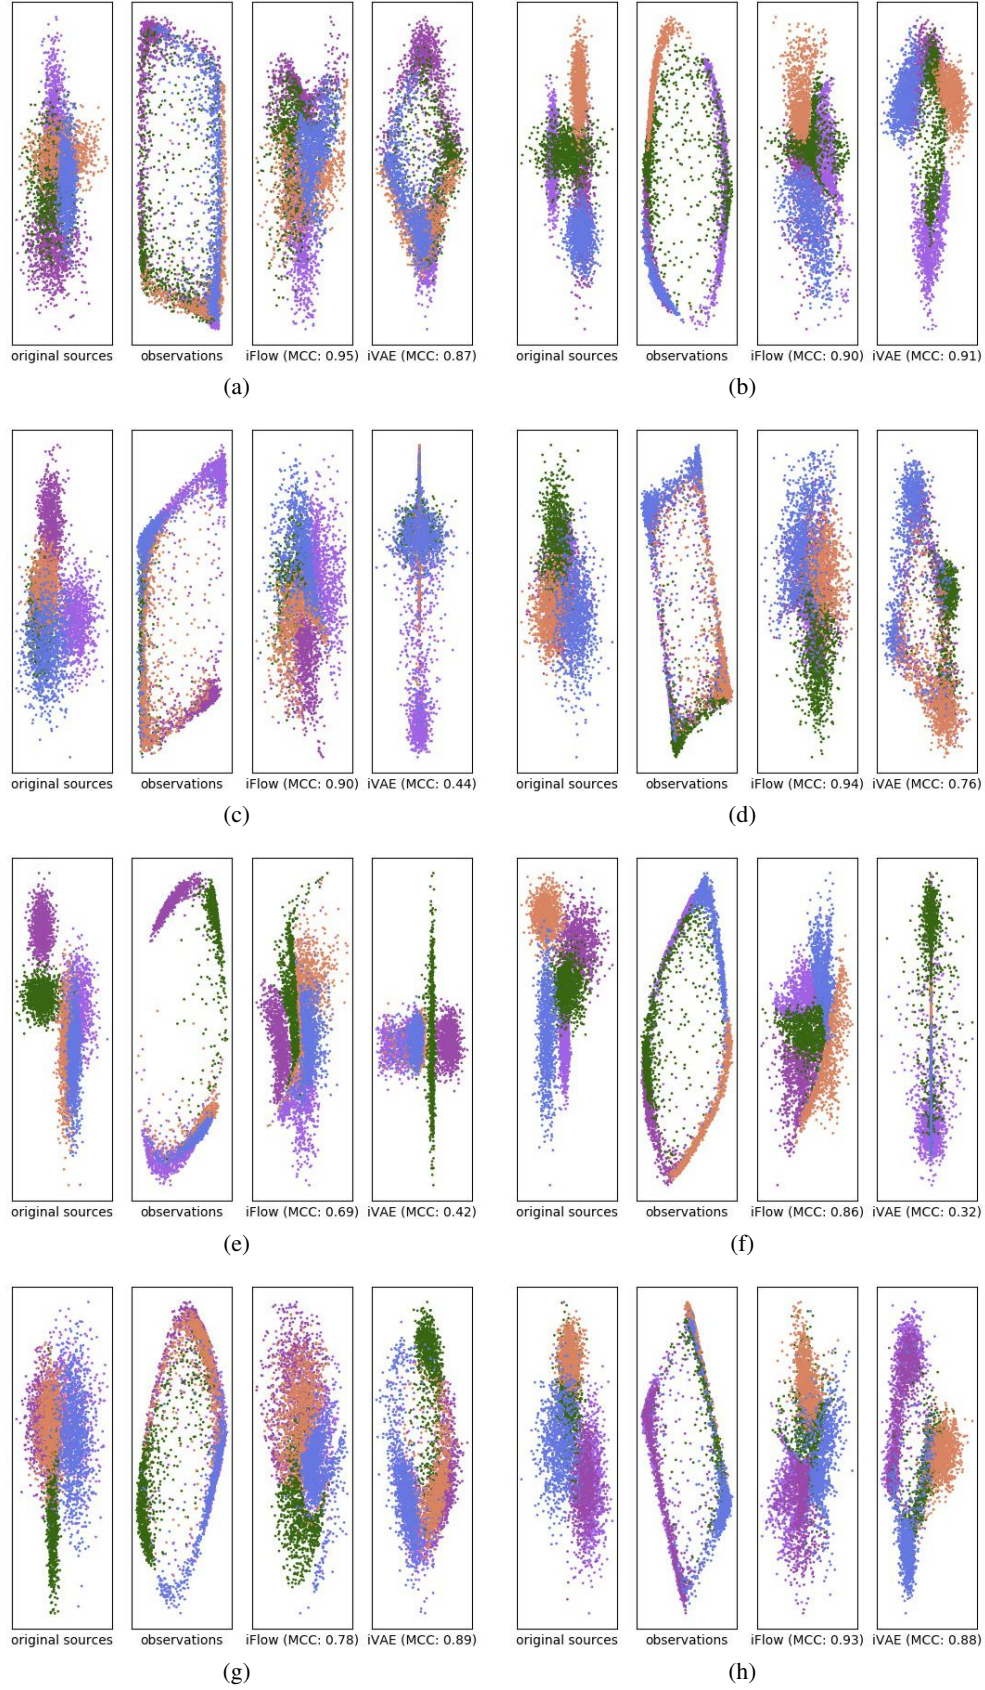 original sources observations iFlow (MCC: 0.95) iVAE (MCC: 0.87) original sources observations iFlow (MCC: 0.90) iVAE (MCC: 0.91)
(a) (b)
original sources observations iFlow (MCC: 0.90) iVAE (MCC: 0.44) original sources observations iFlow (MCC: 0.94) iVAE (MCC: 0.76)
(c) (d)
original sources observations iFlow (MCC: 0.69) iVAE (MCC: 0.42) original sources observations iFlow (MCC: 0.86) iVAE (MCC: 0.32)
(e) (f)
original sources observations iFlow (MCC: 0.78) iVAE (MCC: 0.89) original sources observations iFlow (MCC: 0.93) iVAE (MCC: 0.88)
(g) (h)